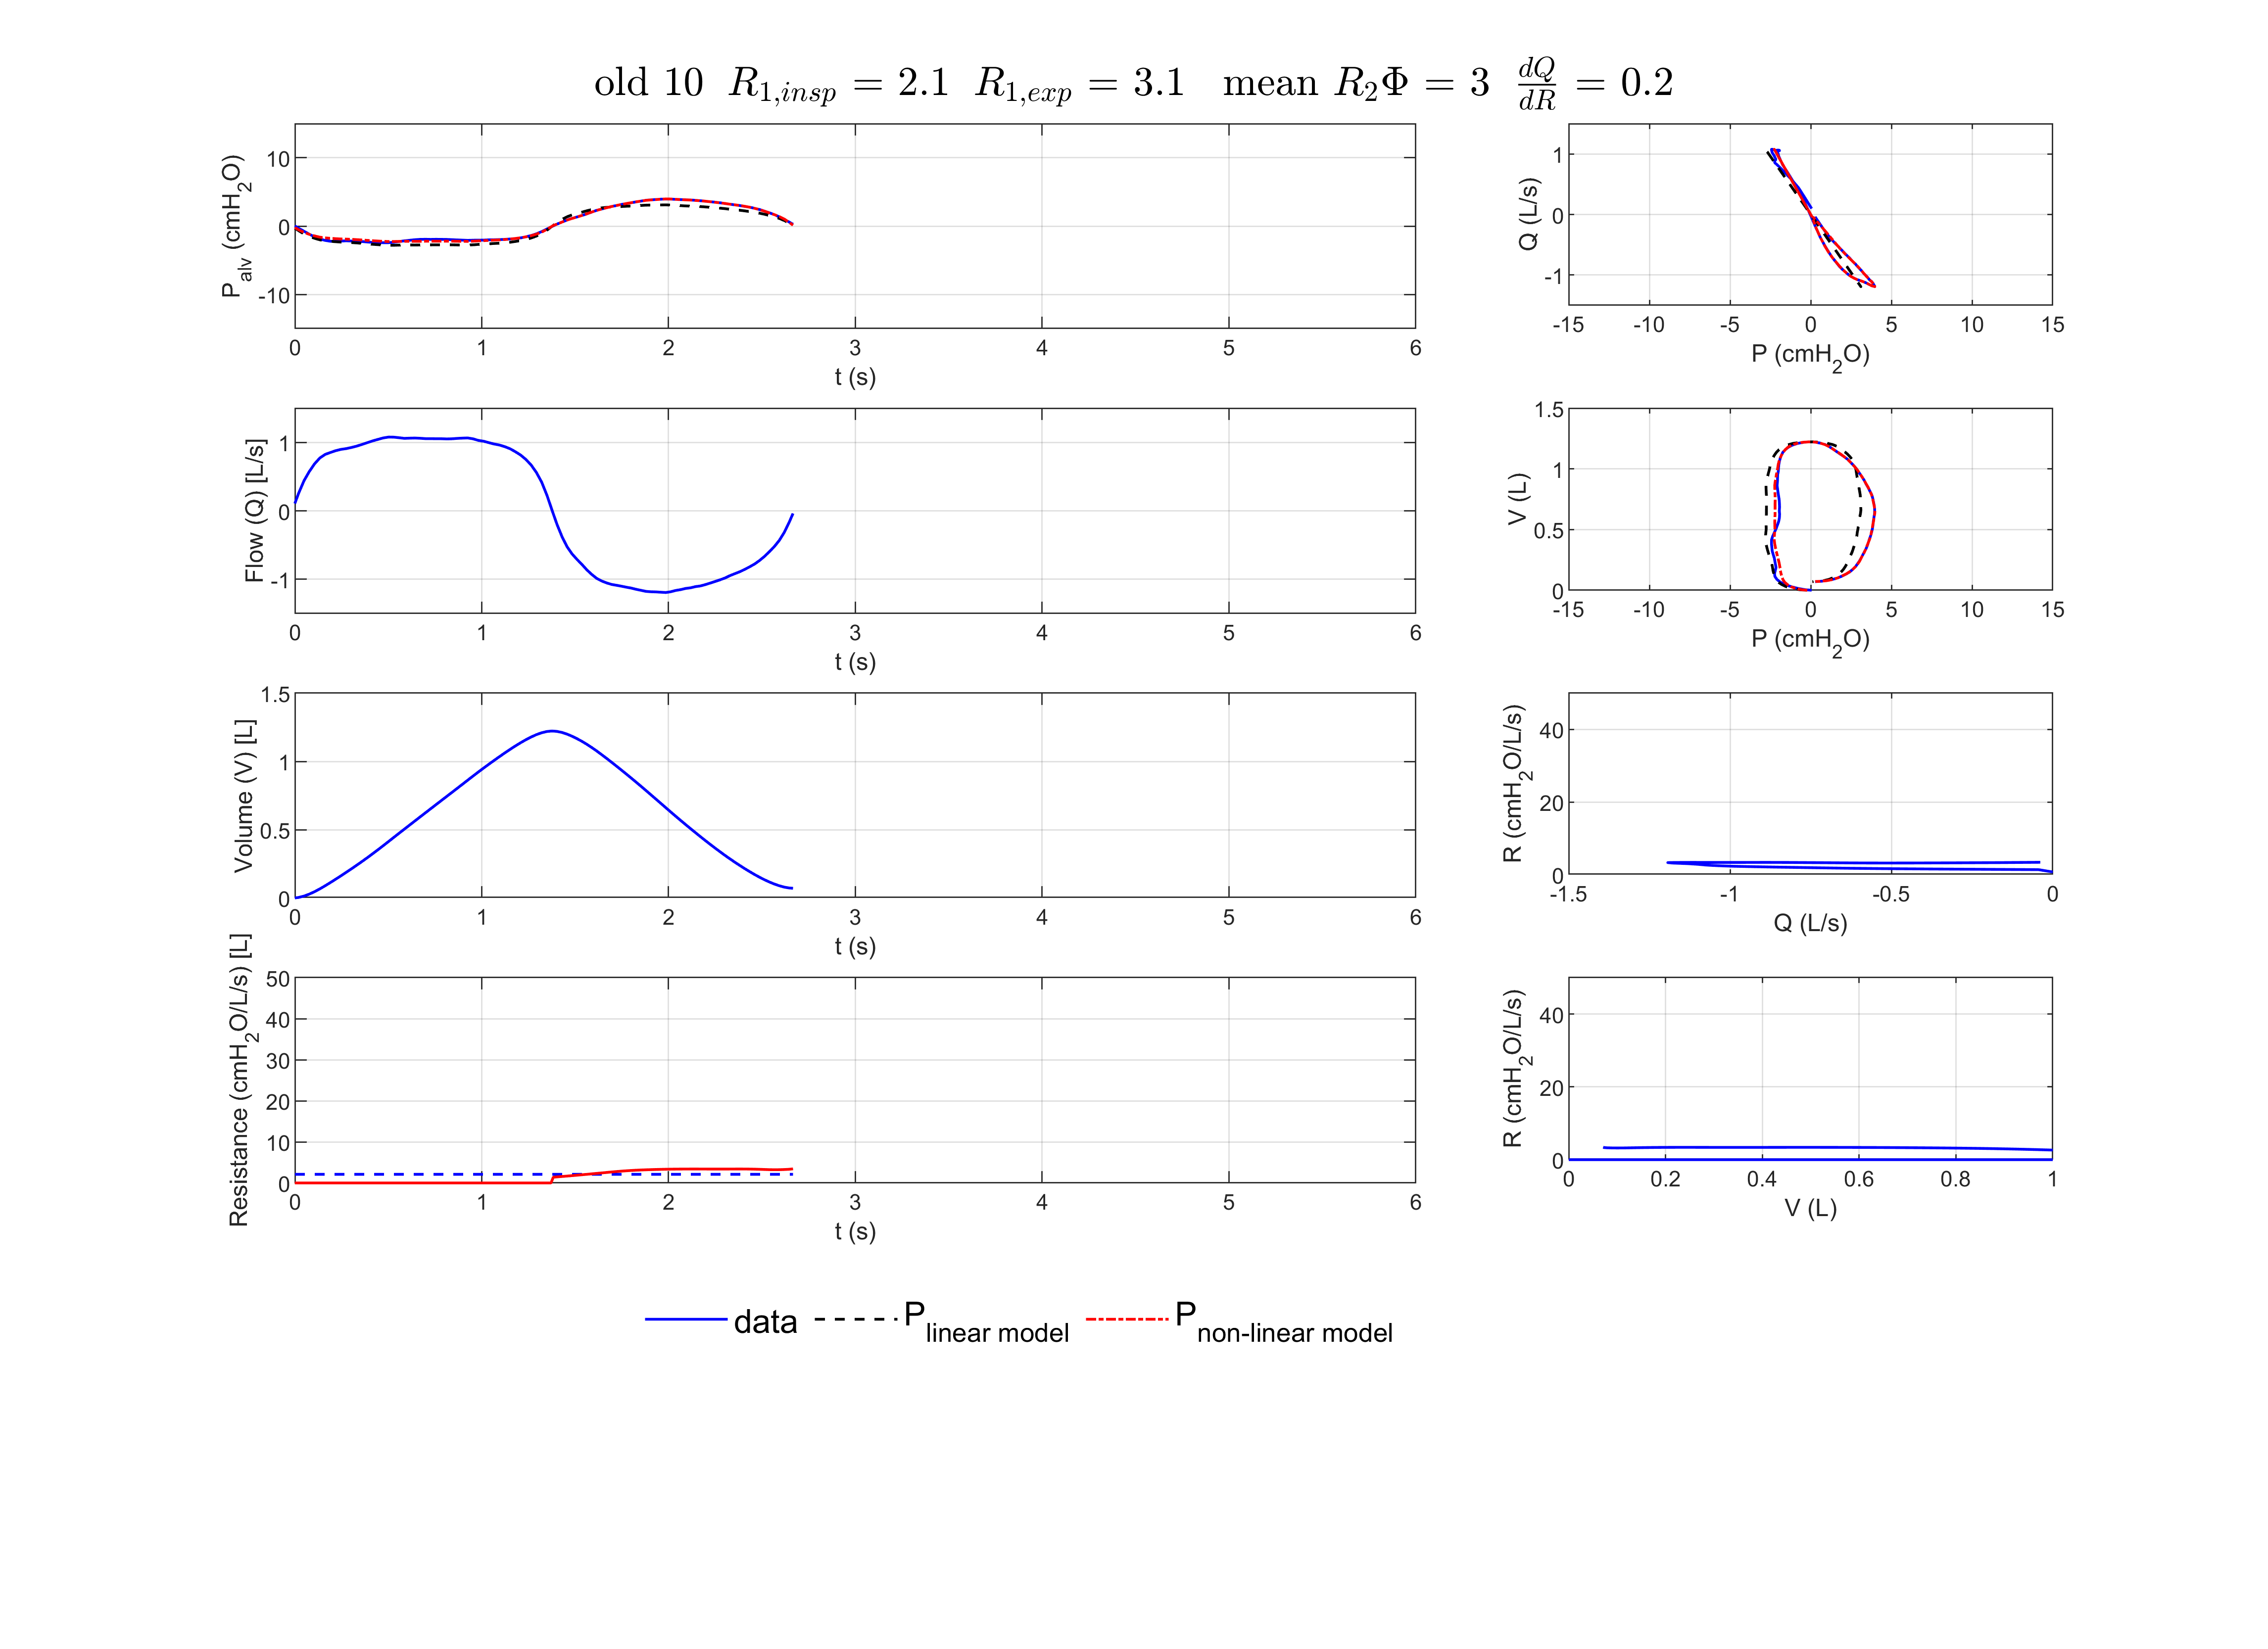 old 10 R1,insp = 2.1 R1,exp = 3.1 mean R2Φ = 3 dQ/dR = 0.2
Palv (cmH2O)
10
0
-10
0 1 2 3 4 5 6
t (s)
Q (L/s)
1
0
-1
-15 -10 -5 0 5 10 15
P (cmH2O)
Flow (Q) [L/s]
1
0
-1
0 1 2 3 4 5 6
t (s)
V (L)
1.5
1
0.5
0
-15 -10 -5 0 5 10 15
P (cmH2O)
Volume (V) [L]
1.5
1
0.5
0
0 1 2 3 4 5 6
t (s)
R (cmH2O/L/s)
40
20
0
-1.5 -1 -0.5 0
Q (L/s)
Resistance (cmH2O/L/s) [L]
50
40
30
20
10
0
0 1 2 3 4 5 6
t (s)
R (cmH2O/L/s)
40
20
0
0 0.2 0.4 0.6 0.8 1
V (L)
data Plinear model Pnon-linear model